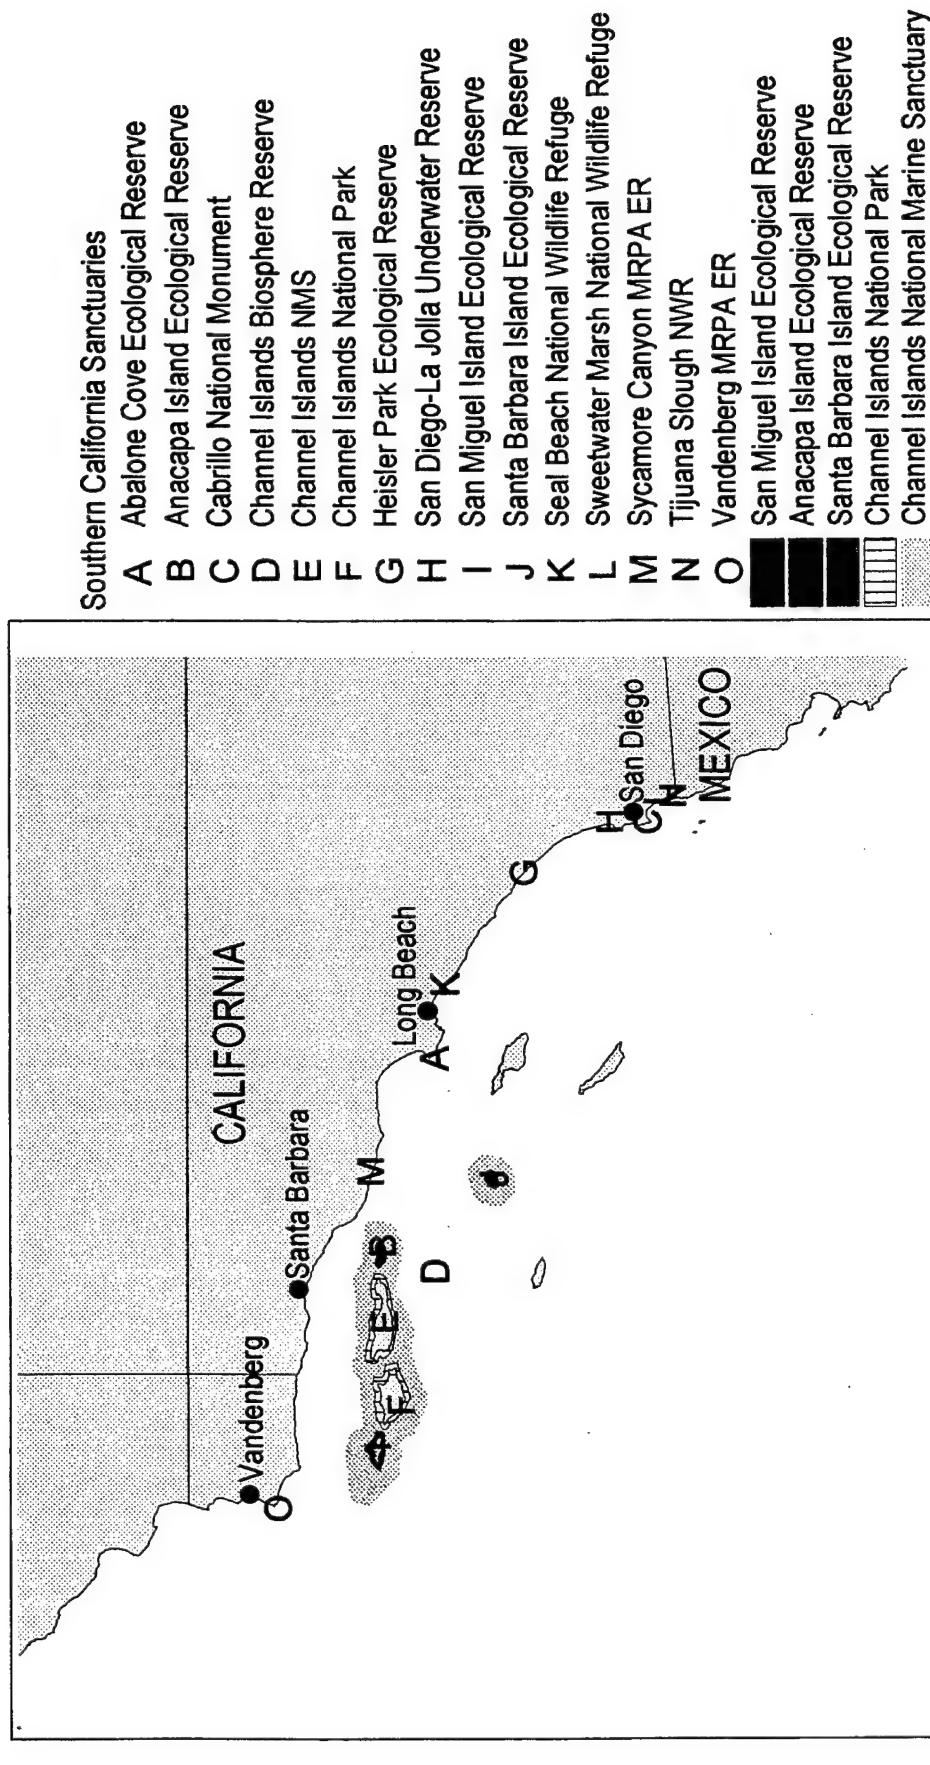 Southern California Sanctuaries
A Abalone Cove Ecological Reserve
B Anacapa Island Ecological Reserve
C Cabrillo National Monument
D Channel Islands Biosphere Reserve
E Channel Islands NMS
F Channel Islands National Park
G Heisler Park Ecological Reserve
H San Diego-La Jolla Underwater Reserve
I San Miguel Island Ecological Reserve
J Santa Barbara Island Ecological Reserve
K Seal Beach National Wildlife Refuge
L Sweetwater Marsh National Wildlife Refuge
M Sycamore Canyon MRPA ER
N Tijuana Slough NWR
O Vandenberg MRPA ER
San Miguel Island Ecological Reserve
Anacapa Island Ecological Reserve
Santa Barbara Island Ecological Reserve
Channel Islands National Park
Channel Islands National Marine Sanctuary
CALIFORNIA
Vandenberg
O
Santa Barbara
I
F
E
B
D
M
Long Beach
A
K
G
H
San Diego
C
L
N
MEXICO